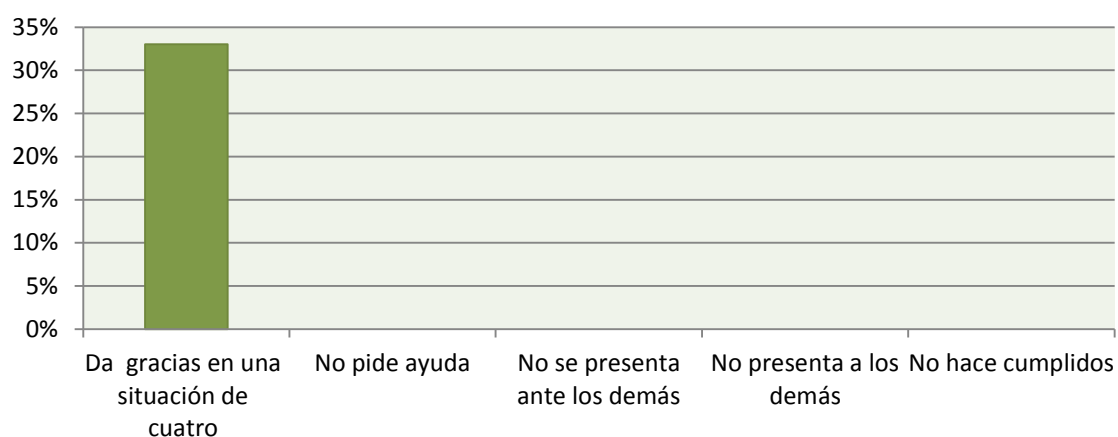 35%
30%
25%
20%
15%
10%
5%
0%
Da gracias en una
situación de
cuatro
No pide ayuda
No se presenta
ante los demás
No presenta a los
demás
No hace cumplidos